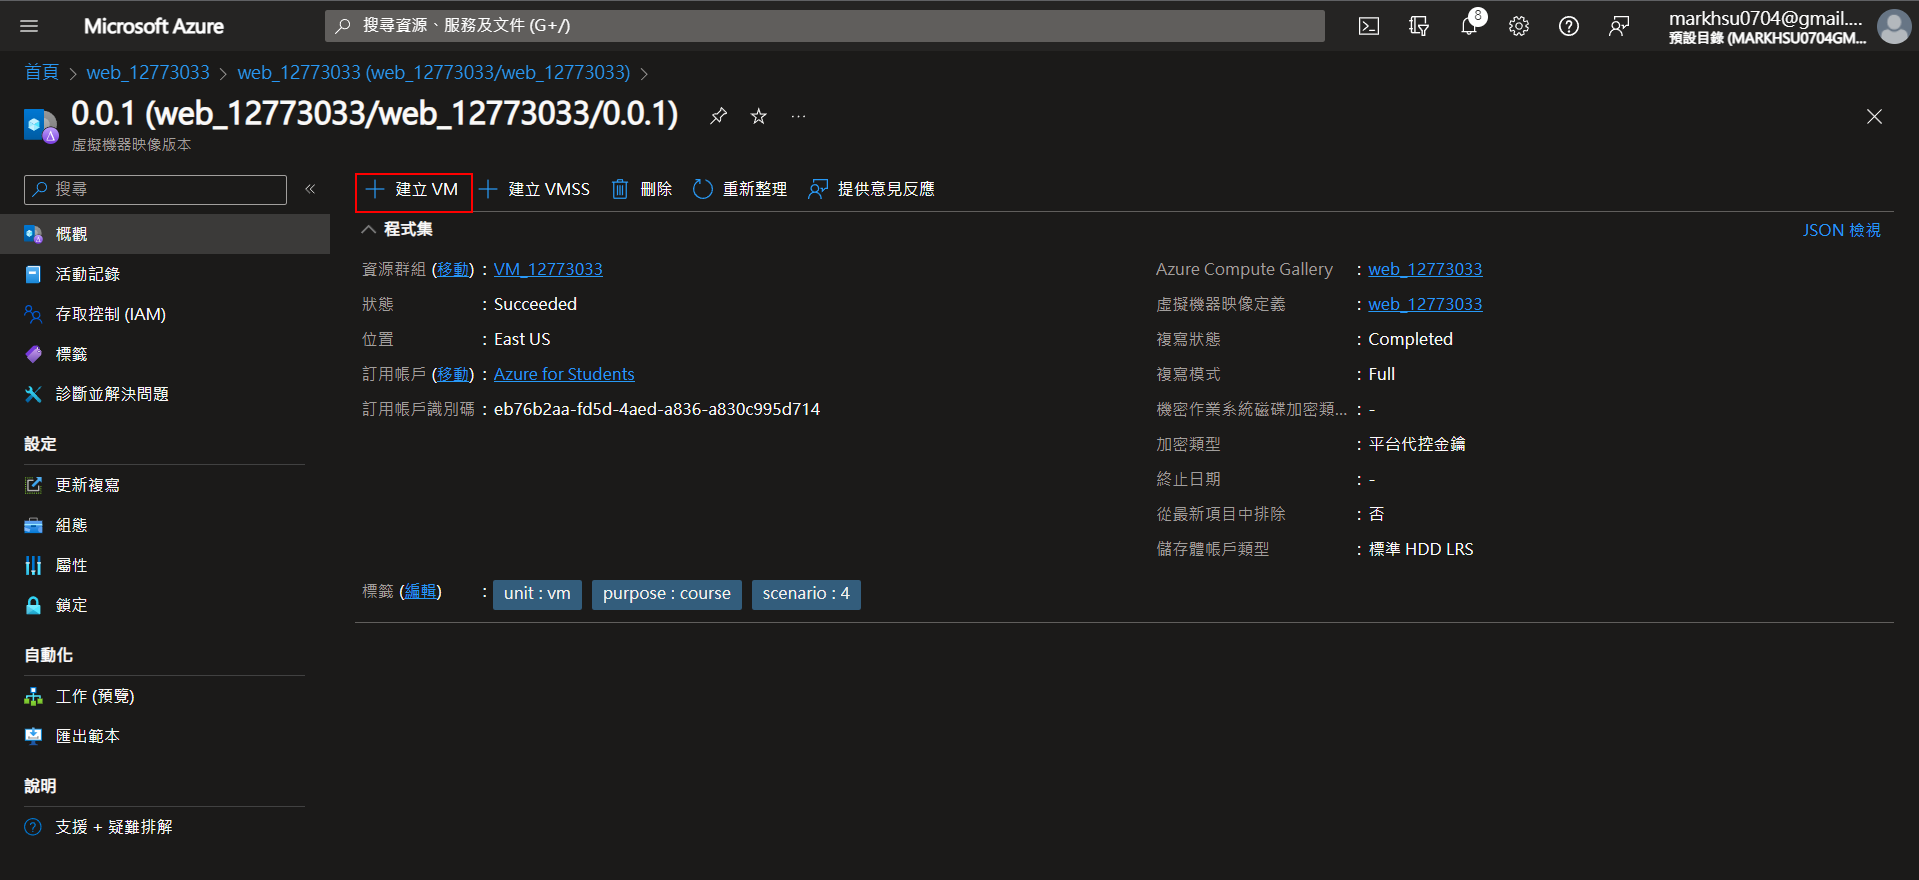 Microsoft Azure
搜尋資源、服務及文件 (G+/)
8
markhsu0704@gmail....
預設目錄 (MARKHSU0704GM...
首頁 > web_12773033 > web_12773033 (web_12773033/web_12773033) >
0.0.1 (web_12773033/web_12773033/0.0.1)
虛擬機器映像版本
搜尋
概觀
活動記錄
存取控制 (IAM)
標籤
診斷並解決問題
設定
更新複寫
組態
屬性
鎖定
自動化
工作 (預覽)
匯出範本
說明
支援 + 疑難排解
建立 VM
建立 VMSS
刪除
重新整理
提供意見反應
程式集
JSON 檢視
資源群組 (移動) : VM_12773033
狀態 : Succeeded
位置 : East US
訂用帳戶 (移動) : Azure for Students
訂用帳戶識別碼 : eb76b2aa-fd5d-4aed-a836-a830c995d714
Azure Compute Gallery : web_12773033
虛擬機器映像定義 : web_12773033
複寫狀態 : Completed
複寫模式 : Full
機密作業系統磁碟加密類... : -
加密類型 : 平台代控金鑰
終止日期 : -
從最新項目中排除 : 否
儲存體帳戶類型 : 標準 HDD LRS
標籤 (編輯) : unit : vm purpose : course scenario : 4